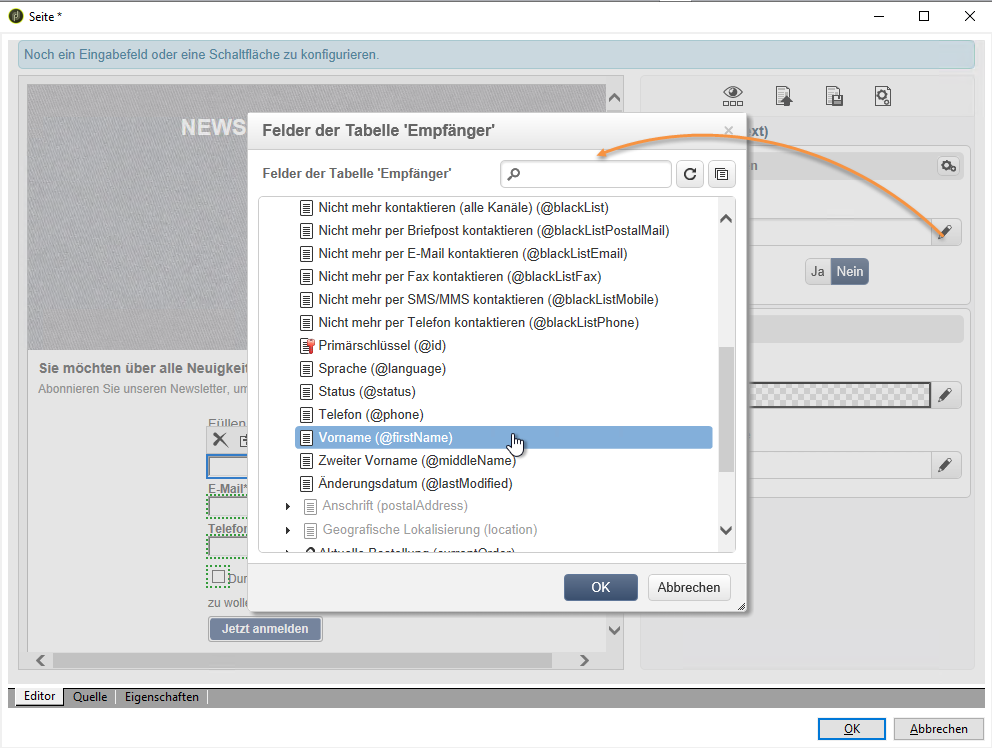 Seite *
Noch ein Eingabefeld oder eine Schaltfläche zu konfigurieren.
NEWS
Felder der Tabelle 'Empfänger'
xt)
Felder der Tabelle 'Empfänger'
n
Nicht mehr kontaktieren (alle Kanäle) (@blackList)
Nicht mehr per Briefpost kontaktieren (@blackListPostalMail)
Nicht mehr per E-Mail kontaktieren (@blackListEmail)
Nicht mehr per Fax kontaktieren (@blackListFax)
Ja Nein
Nicht mehr per SMS/MMS kontaktieren (@blackListMobile)
Nicht mehr per Telefon kontaktieren (@blackListPhone)
Primärschlüssel (@id)
Sprache (@language)
Status (@status)
Telefon (@phone)
Vorname (@firstName)
Zweiter Vorname (@middleName)
Änderungsdatum (@lastModified)
Anschrift (postalAddress)
Geografische Lokalisierung (location)
Aktuelle Bestellung (currentOrder)
OK Abbrechen
Sie möchten über alle Neuigkeit
Abonnieren Sie unseren Newsletter, um
Füllen
E-Mail*
Telefon
Dur
zu wolle
Jetzt anmelden
Editor Quelle Eigenschaften
OK Abbrechen